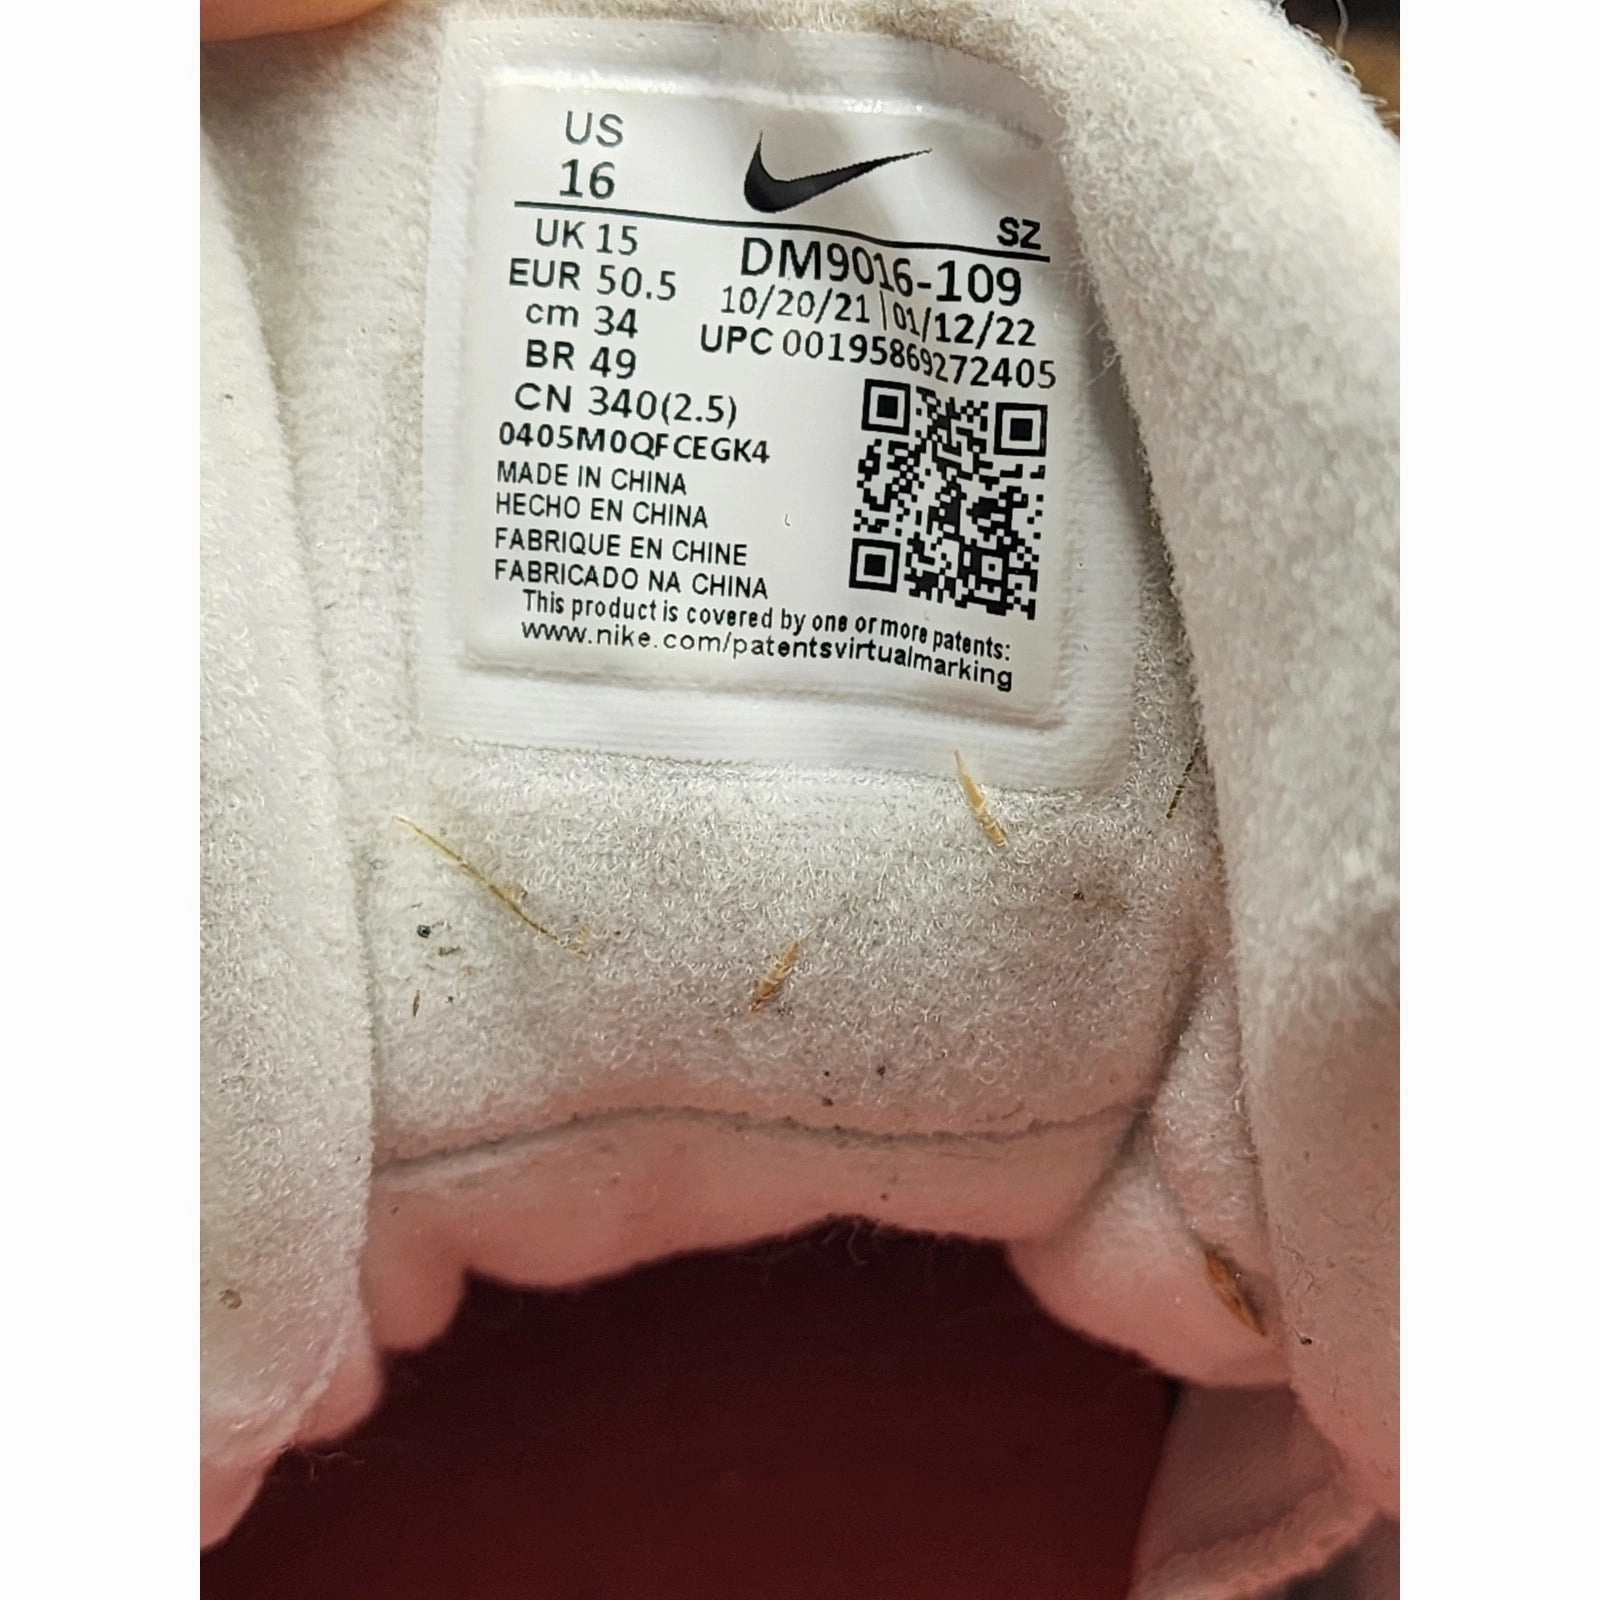 US
16
SZ
UK 15
DM9016-109
EUR 50.5
10/20/21 | 01/12/22
cm 34
UPC 00195869272405
BR 49
CN 340(2.5)
0405M0QFCEGK4
MADE IN CHINA
HECHO EN CHINA
FABRIQUE EN CHINE
FABRICADO NA CHINA
This product is covered by one or more patents:
www.nike.com/patentsvirtualmarking